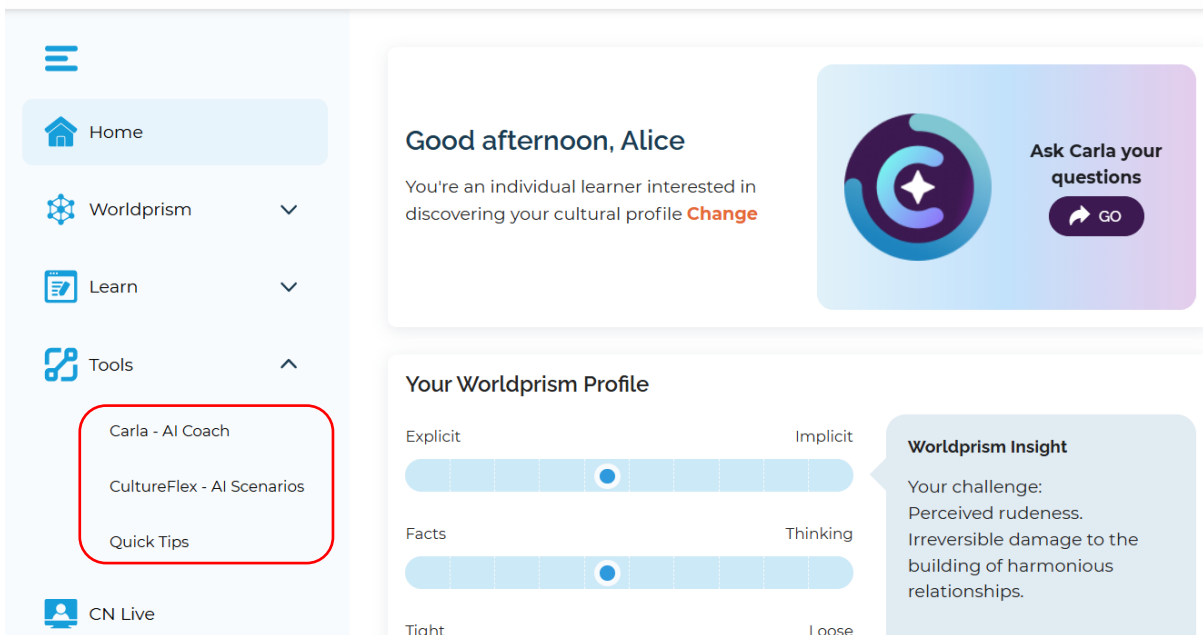 Home
Worldprism
Learn
Tools
Carla - AI Coach
CultureFlex - AI Scenarios
Quick Tips
CN Live
Good afternoon, Alice
You're an individual learner interested in
discovering your cultural profile Change
Ask Carla your
questions
GO
Your Worldprism Profile
Explicit Implicit
Facts Thinking
Tight Loose
Worldprism Insight
Your challenge:
Perceived rudeness.
Irreversible damage to the
building of harmonious
relationships.